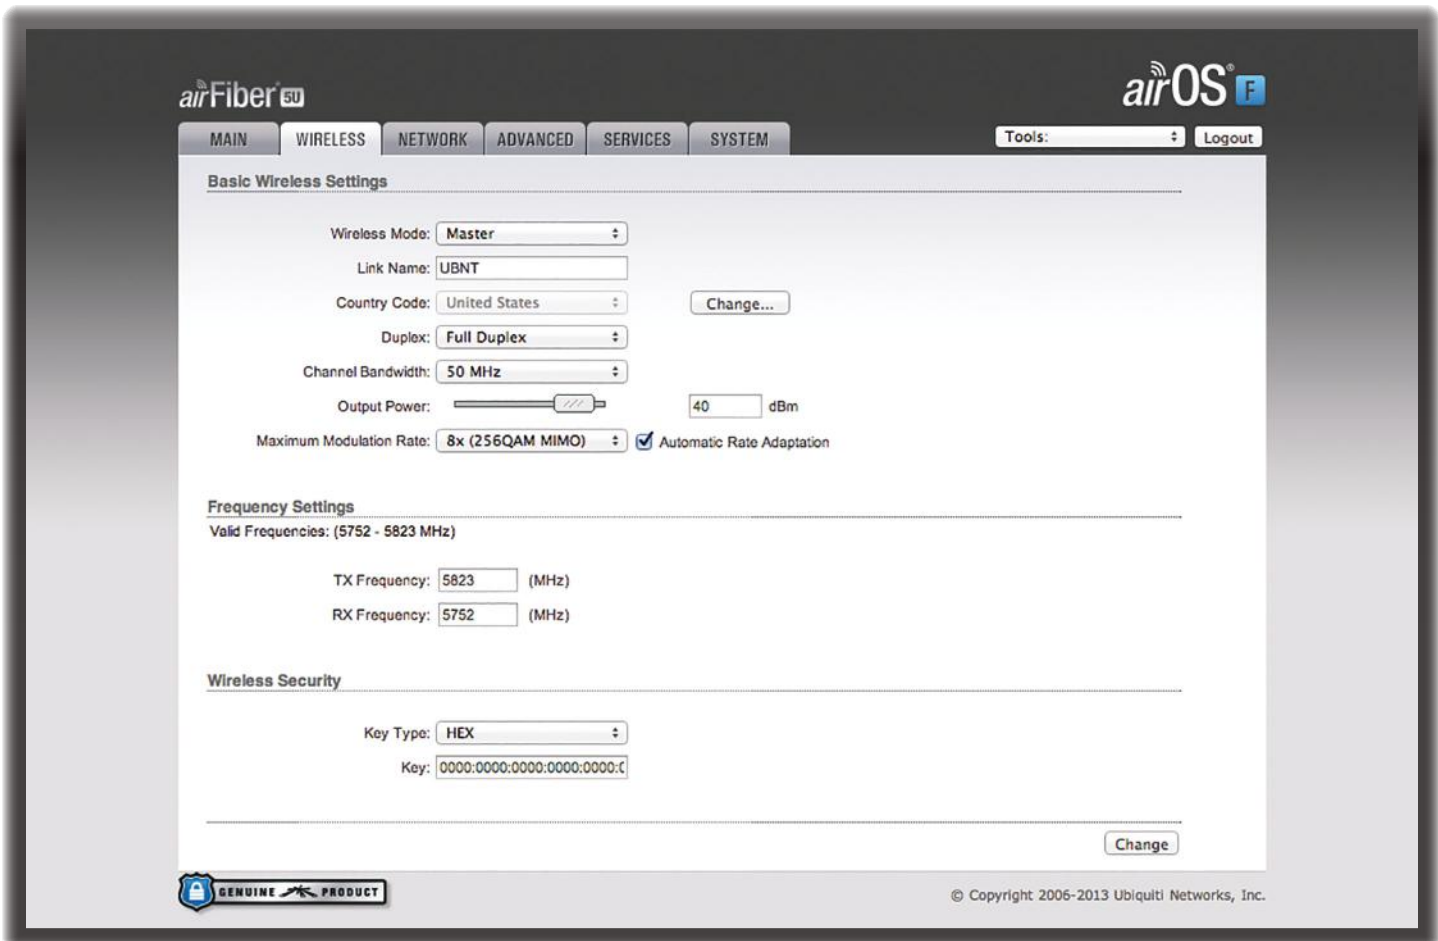 airFiber® 5U
airOS® F
MAIN WIRELESS NETWORK ADVANCED SERVICES SYSTEM Tools: Logout
Basic Wireless Settings
Wireless Mode: Master
Link Name: UBNT
Country Code: United States Change...
Duplex: Full Duplex
Channel Bandwidth: 50 MHz
Output Power: 40 dBm
Maximum Modulation Rate: 8x (256QAM MIMO) Automatic Rate Adaptation
Frequency Settings
Valid Frequencies: (5752 - 5823 MHz)
TX Frequency: 5823 (MHz)
RX Frequency: 5752 (MHz)
Wireless Security
Key Type: HEX
Key: 0000:0000:0000:0000:0000:0
Change
GENUINE PRODUCT
© Copyright 2006-2013 Ubiquiti Networks, Inc.